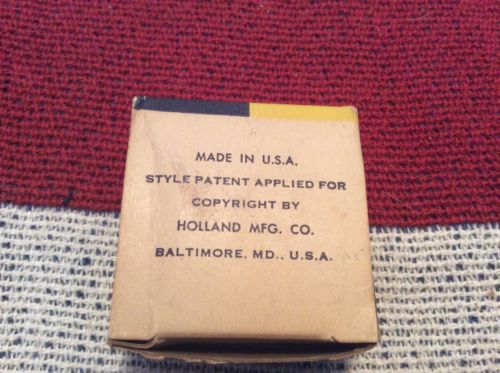 MADE IN U.S.A.
STYLE PATENT APPLIED FOR
COPYRIGHT BY
HOLLAND MFG. CO.
BALTIMORE, MD., U.S.A.